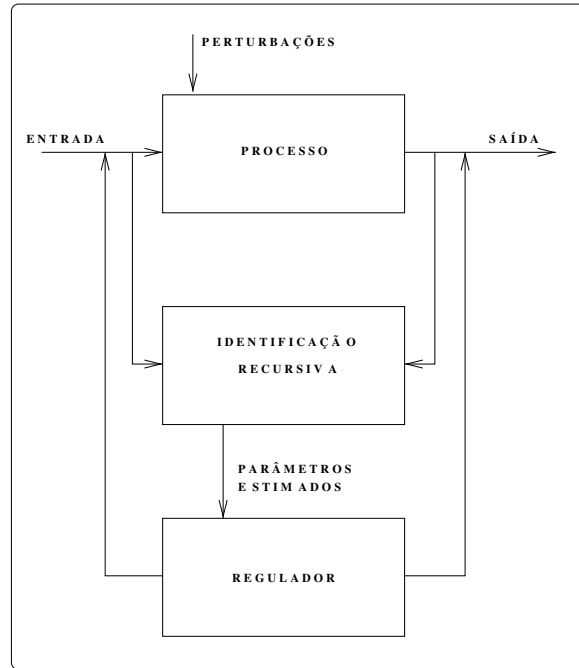 PERTURBAÇÕES
ENTRADA
SAÍDA
PROCESSO
IDENTIFICAÇÃO
RECURSIVA
PARÂMETROS
ESTIMADOS
REGULADOR